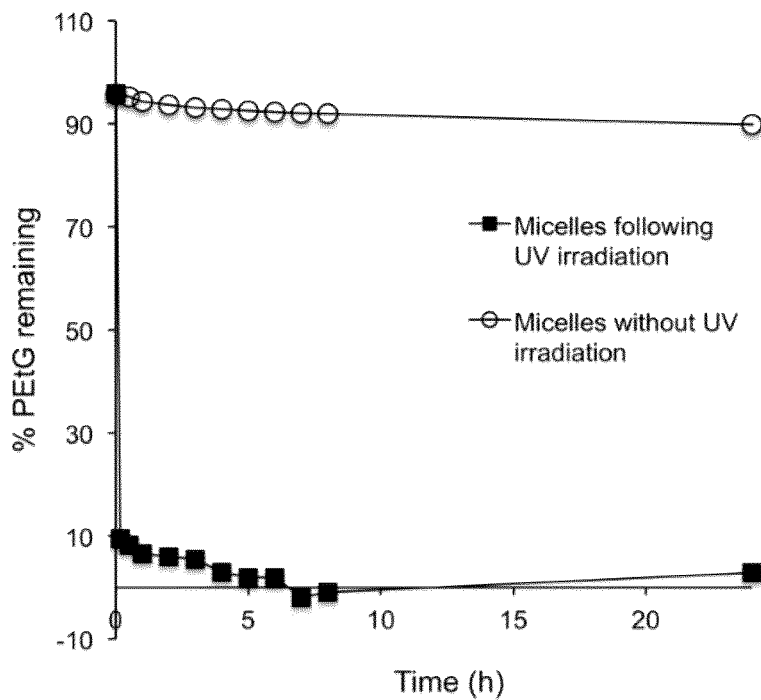 110
90
70
50
30
10
-10
% PEtG remaining
Micelles following
UV irradiation
Micelles without UV
irradiation
0 5 10 15 20
Time (h)